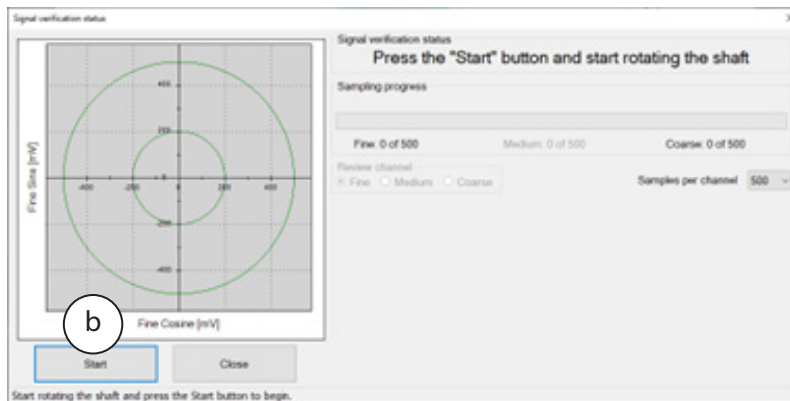 Signal verification status
Signal verification status
Press the "Start" button and start rotating the shaft
Sampling progress
Fine: 0 of 500 Medium: 0 of 500 Coarse: 0 of 500
Review channel
Fine Medium Coarse
Samples per channel 500
Fine Sine [mV]
400
200
-400 -200 0 200 400
-200
-400
b
Fine Cosine [mV]
Start Close
Start rotating the shaft and press the Start button to begin.